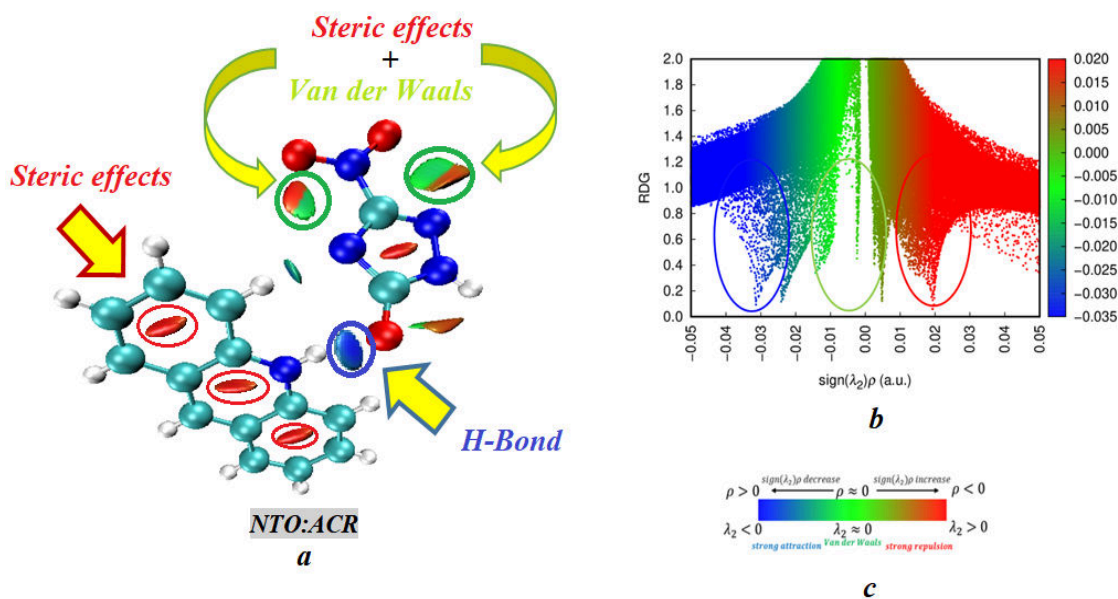 Steric effects
+
Van der Waals
Steric effects
H-Bond
NTO:ACR
a
RDG
2.0
1.8
1.6
1.4
1.2
1.0
0.8
0.6
0.4
0.2
0.0
-0.05
-0.04
-0.03
-0.02
-0.01
0.00
0.01
0.02
0.03
0.04
0.05
sign(λ₂)ρ (a.u.)
0.020
0.015
0.010
0.005
0.000
-0.005
-0.010
-0.015
-0.020
-0.025
-0.030
-0.035
b
sign(λ₂)ρ decrease sign(λ₂)ρ increase
ρ > 0 ρ ≈ 0 ρ < 0
λ₂ < 0 λ₂ ≈ 0 λ₂ > 0
strong attraction Van der Waals strong repulsion
c